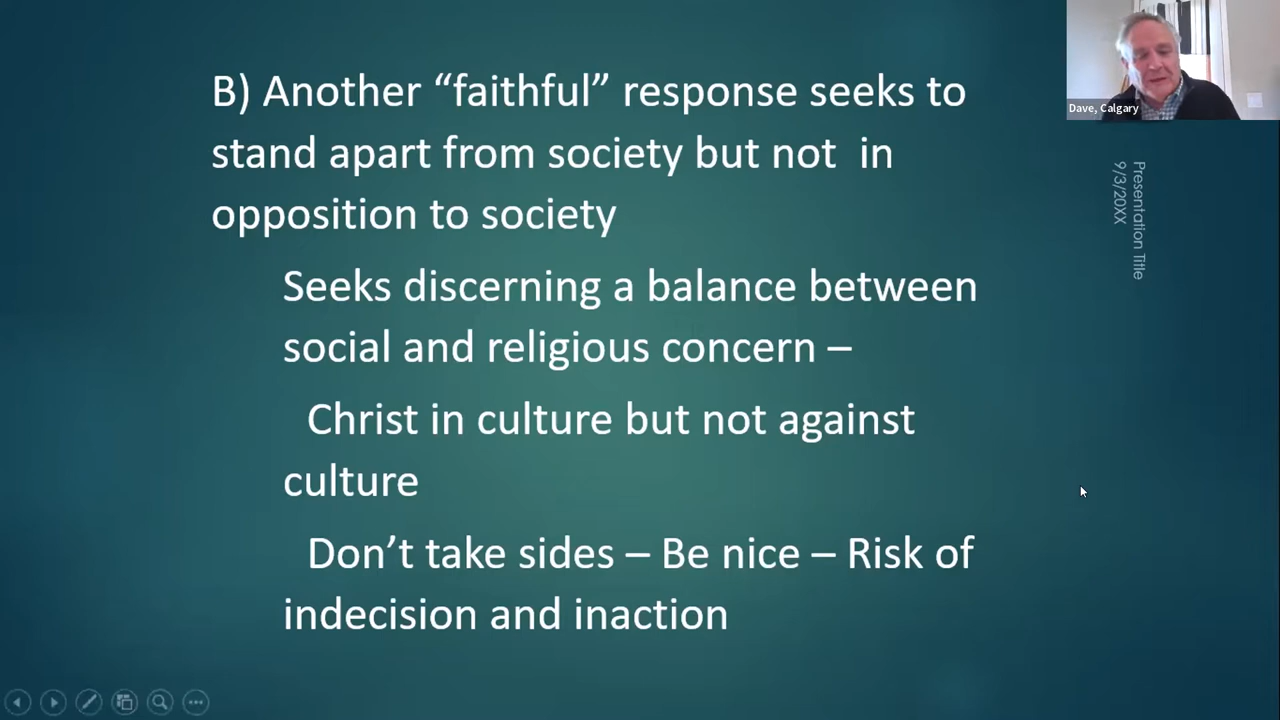 B) Another “faithful” response seeks to
stand apart from society but not  in
opposition to society
Seeks discerning a balance between
social and religious concern –
Christ in culture but not against
culture
Don’t take sides – Be nice – Risk of
indecision and inaction
Dave, Calgary
Presentation Title
9/3/20XX